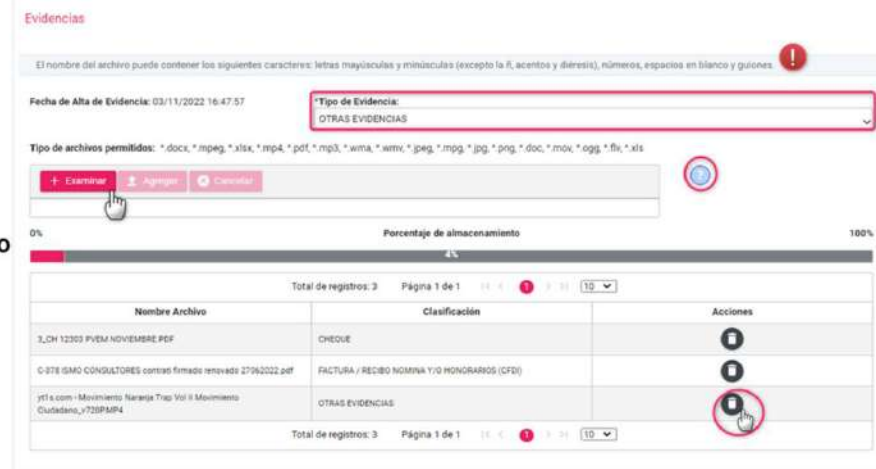 Evidencias
El nombre del archivo puede contener los siguientes caracteres: letras mayúsculas y minúsculas (excepto la ñ, acentos y diéresis), números, espacios en blanco y guiones.
Fecha de Alta de Evidencia: 03/11/2022 16:47:57
*Tipo de Evidencia:
OTRAS EVIDENCIAS
Tipo de archivos permitidos: *.docx, *.mpeg, *.xlsx, *.mp4, *.pdf, *.mp3, *.wma, *.wmv, *.jpeg, *.mpg, *.jpg, *.png, *.doc, *.mov, *.ogg, *.flv, *.xls
+ Examinar Agregar Cancelar
?
o
0% Porcentaje de almacenamiento 100%
4%
Total de registros: 3 Página 1 de 1 1 10
Nombre Archivo Clasificación Acciones
3_CH 12303 PVEM NOVIEMBRE.PDF CHEQUE
C-378 ISMO CONSULTORES contrati firmado renovado 27062022.pdf FACTURA / RECIBO NOMINA Y/O HONORARIOS (CFDI)
yt1s.com - Movimiento Naranja Trap Vol II Movimiento
Ciudadano_v720P.MP4 OTRAS EVIDENCIAS
Total de registros: 3 Página 1 de 1 1 10